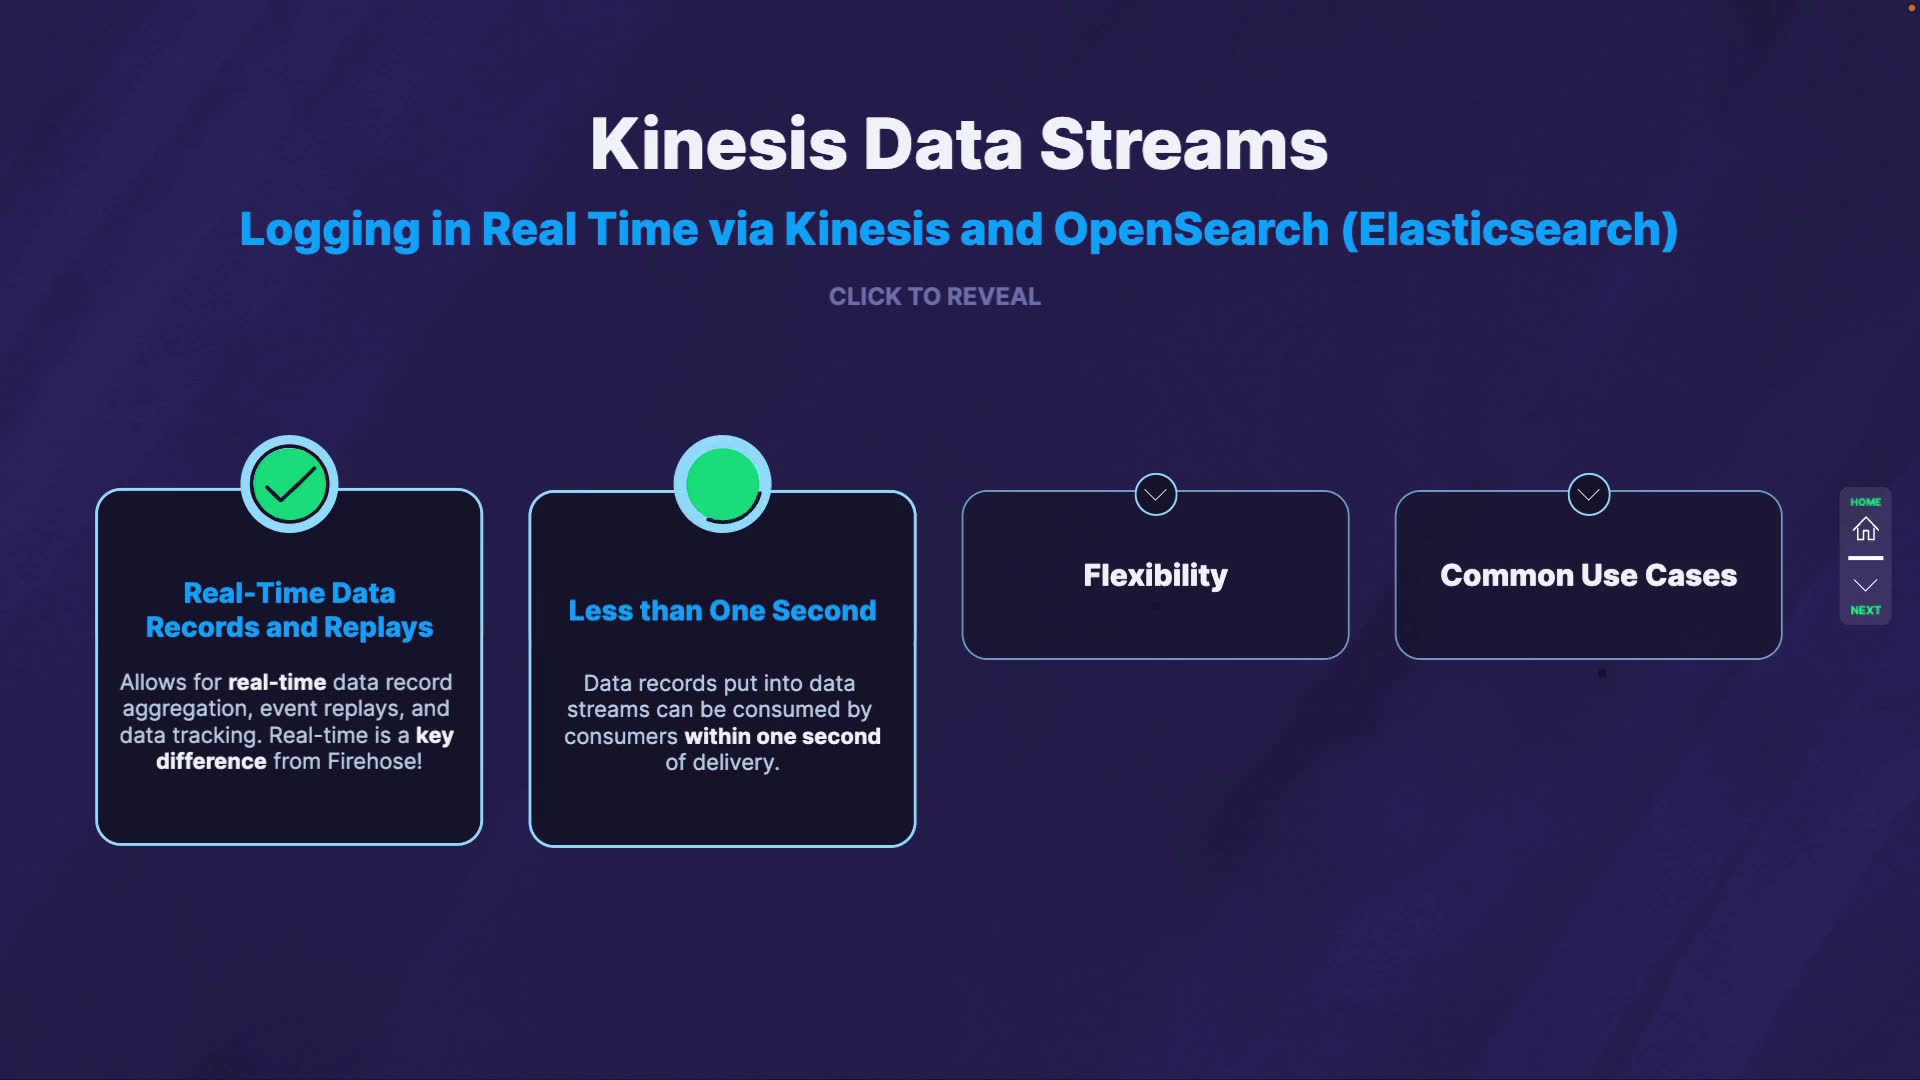 Kinesis Data Streams
Logging in Real Time via Kinesis and OpenSearch (Elasticsearch)
CLICK TO REVEAL
Real-Time Data
Records and Replays
Allows for real-time data record
aggregation, event replays, and
data tracking. Real-time is a key
difference from Firehose!
Less than One Second
Data records put into data
streams can be consumed by
consumers within one second
of delivery.
Flexibility
Common Use Cases
HOME
NEXT